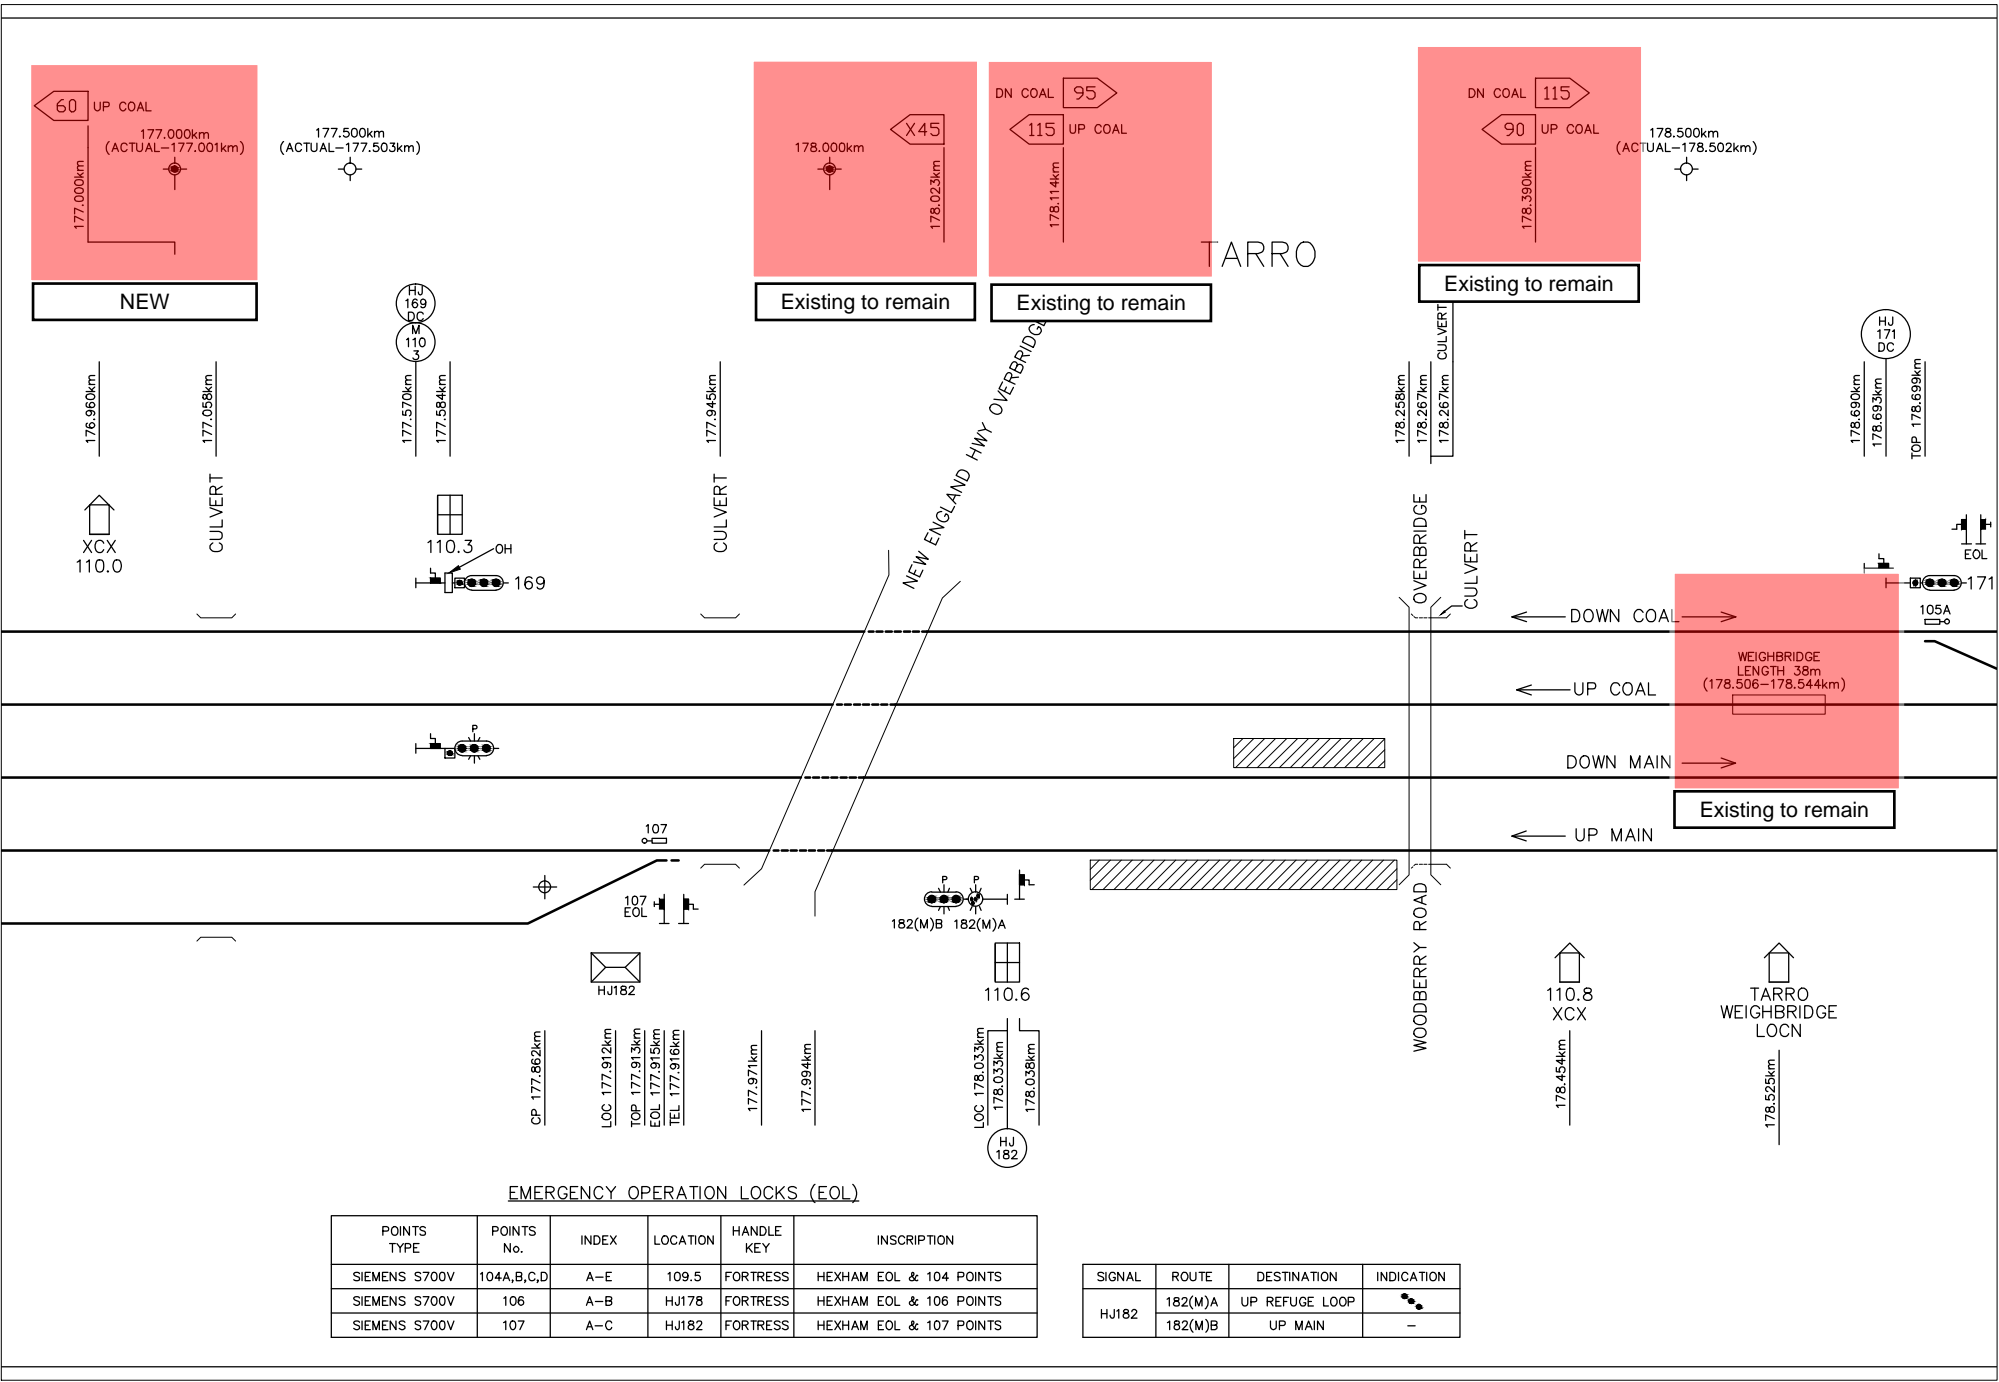 60 UP COAL
177.000km
(ACTUAL-177.001km)
177.000km
NEW
177.500km
(ACTUAL-177.503km)
178.000km
X45
178.023km
Existing to remain
DN COAL 95
115 UP COAL
178.114km
Existing to remain
TARRO
DN COAL 115
90 UP COAL
178.390km
Existing to remain
178.500km
(ACTUAL-178.502km)
HJ
169
DC
M
110
3
HJ
171
DC
176.960km
177.058km
177.570km
177.584km
177.945km
NEW ENGLAND HWY OVERBRIDGE
178.258km
178.267km
178.267km
CULVERT
178.690km
178.693km
TOP 178.699km
XCX
110.0
CULVERT
110.3
OH
169
CULVERT
OVERBRIDGE
CULVERT
EOL
171
105A
DOWN COAL
WEIGHBRIDGE
LENGTH 38m
(178.506-178.544km)
UP COAL
P
DOWN MAIN
Existing to remain
UP MAIN
107
107
EOL
P P
182(M)B 182(M)A
WOODBERRY ROAD
HJ182
110.6
110.8
XCX
TARRO
WEIGHBRIDGE
LOCN
CP 177.862km
LOC 177.912km
TOP 177.913km
EOL 177.915km
TEL 177.916km
177.971km
177.994km
LOC 178.033km
178.033km
178.038km
178.454km
178.525km
HJ
182
EMERGENCY OPERATION LOCKS (EOL)
POINTS TYPE POINTS No. INDEX LOCATION HANDLE KEY INSCRIPTION
SIEMENS S700V 104A,B,C,D A-E 109.5 FORTRESS HEXHAM EOL & 104 POINTS
SIEMENS S700V 106 A-B HJ178 FORTRESS HEXHAM EOL & 106 POINTS
SIEMENS S700V 107 A-C HJ182 FORTRESS HEXHAM EOL & 107 POINTS
SIGNAL ROUTE DESTINATION INDICATION
HJ182 182(M)A UP REFUGE LOOP
182(M)B UP MAIN -